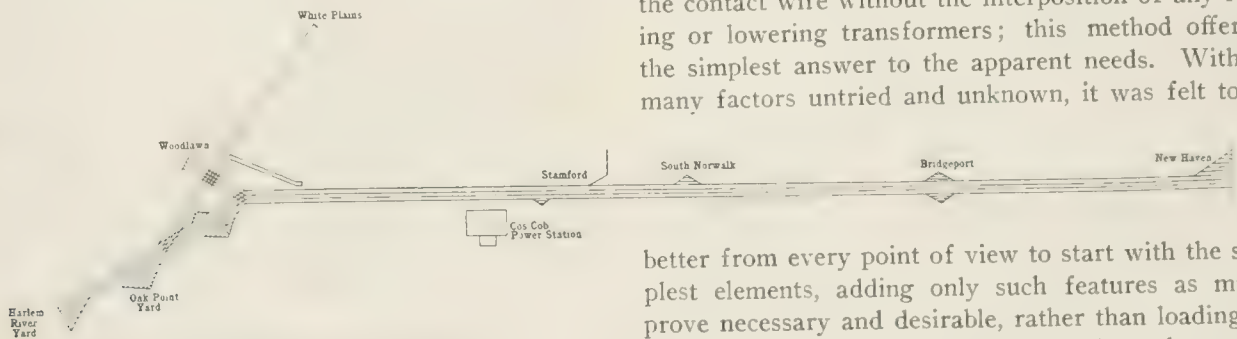 White Plains
the contact wire without the interposition of any
ing or lowering transformers; this method offer
the simplest answer to the apparent needs. With
many factors untried and unknown, it was felt to
Woodlawn
Stamford
South Norwalk
Bridgeport
New Haven
Cos Cob
Power Station
better from every point of view to start with the s
plest elements, adding only such features as m
prove necessary and desirable, rather than loading
Oak Point
Yard
Harlem
River
Yard